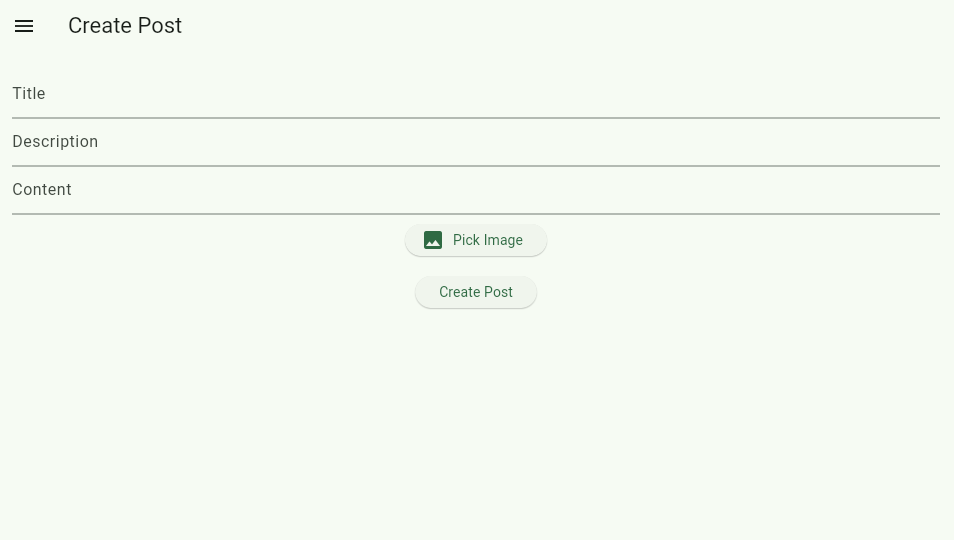 Create Post
Title
Description
Content
Pick Image
Create Post